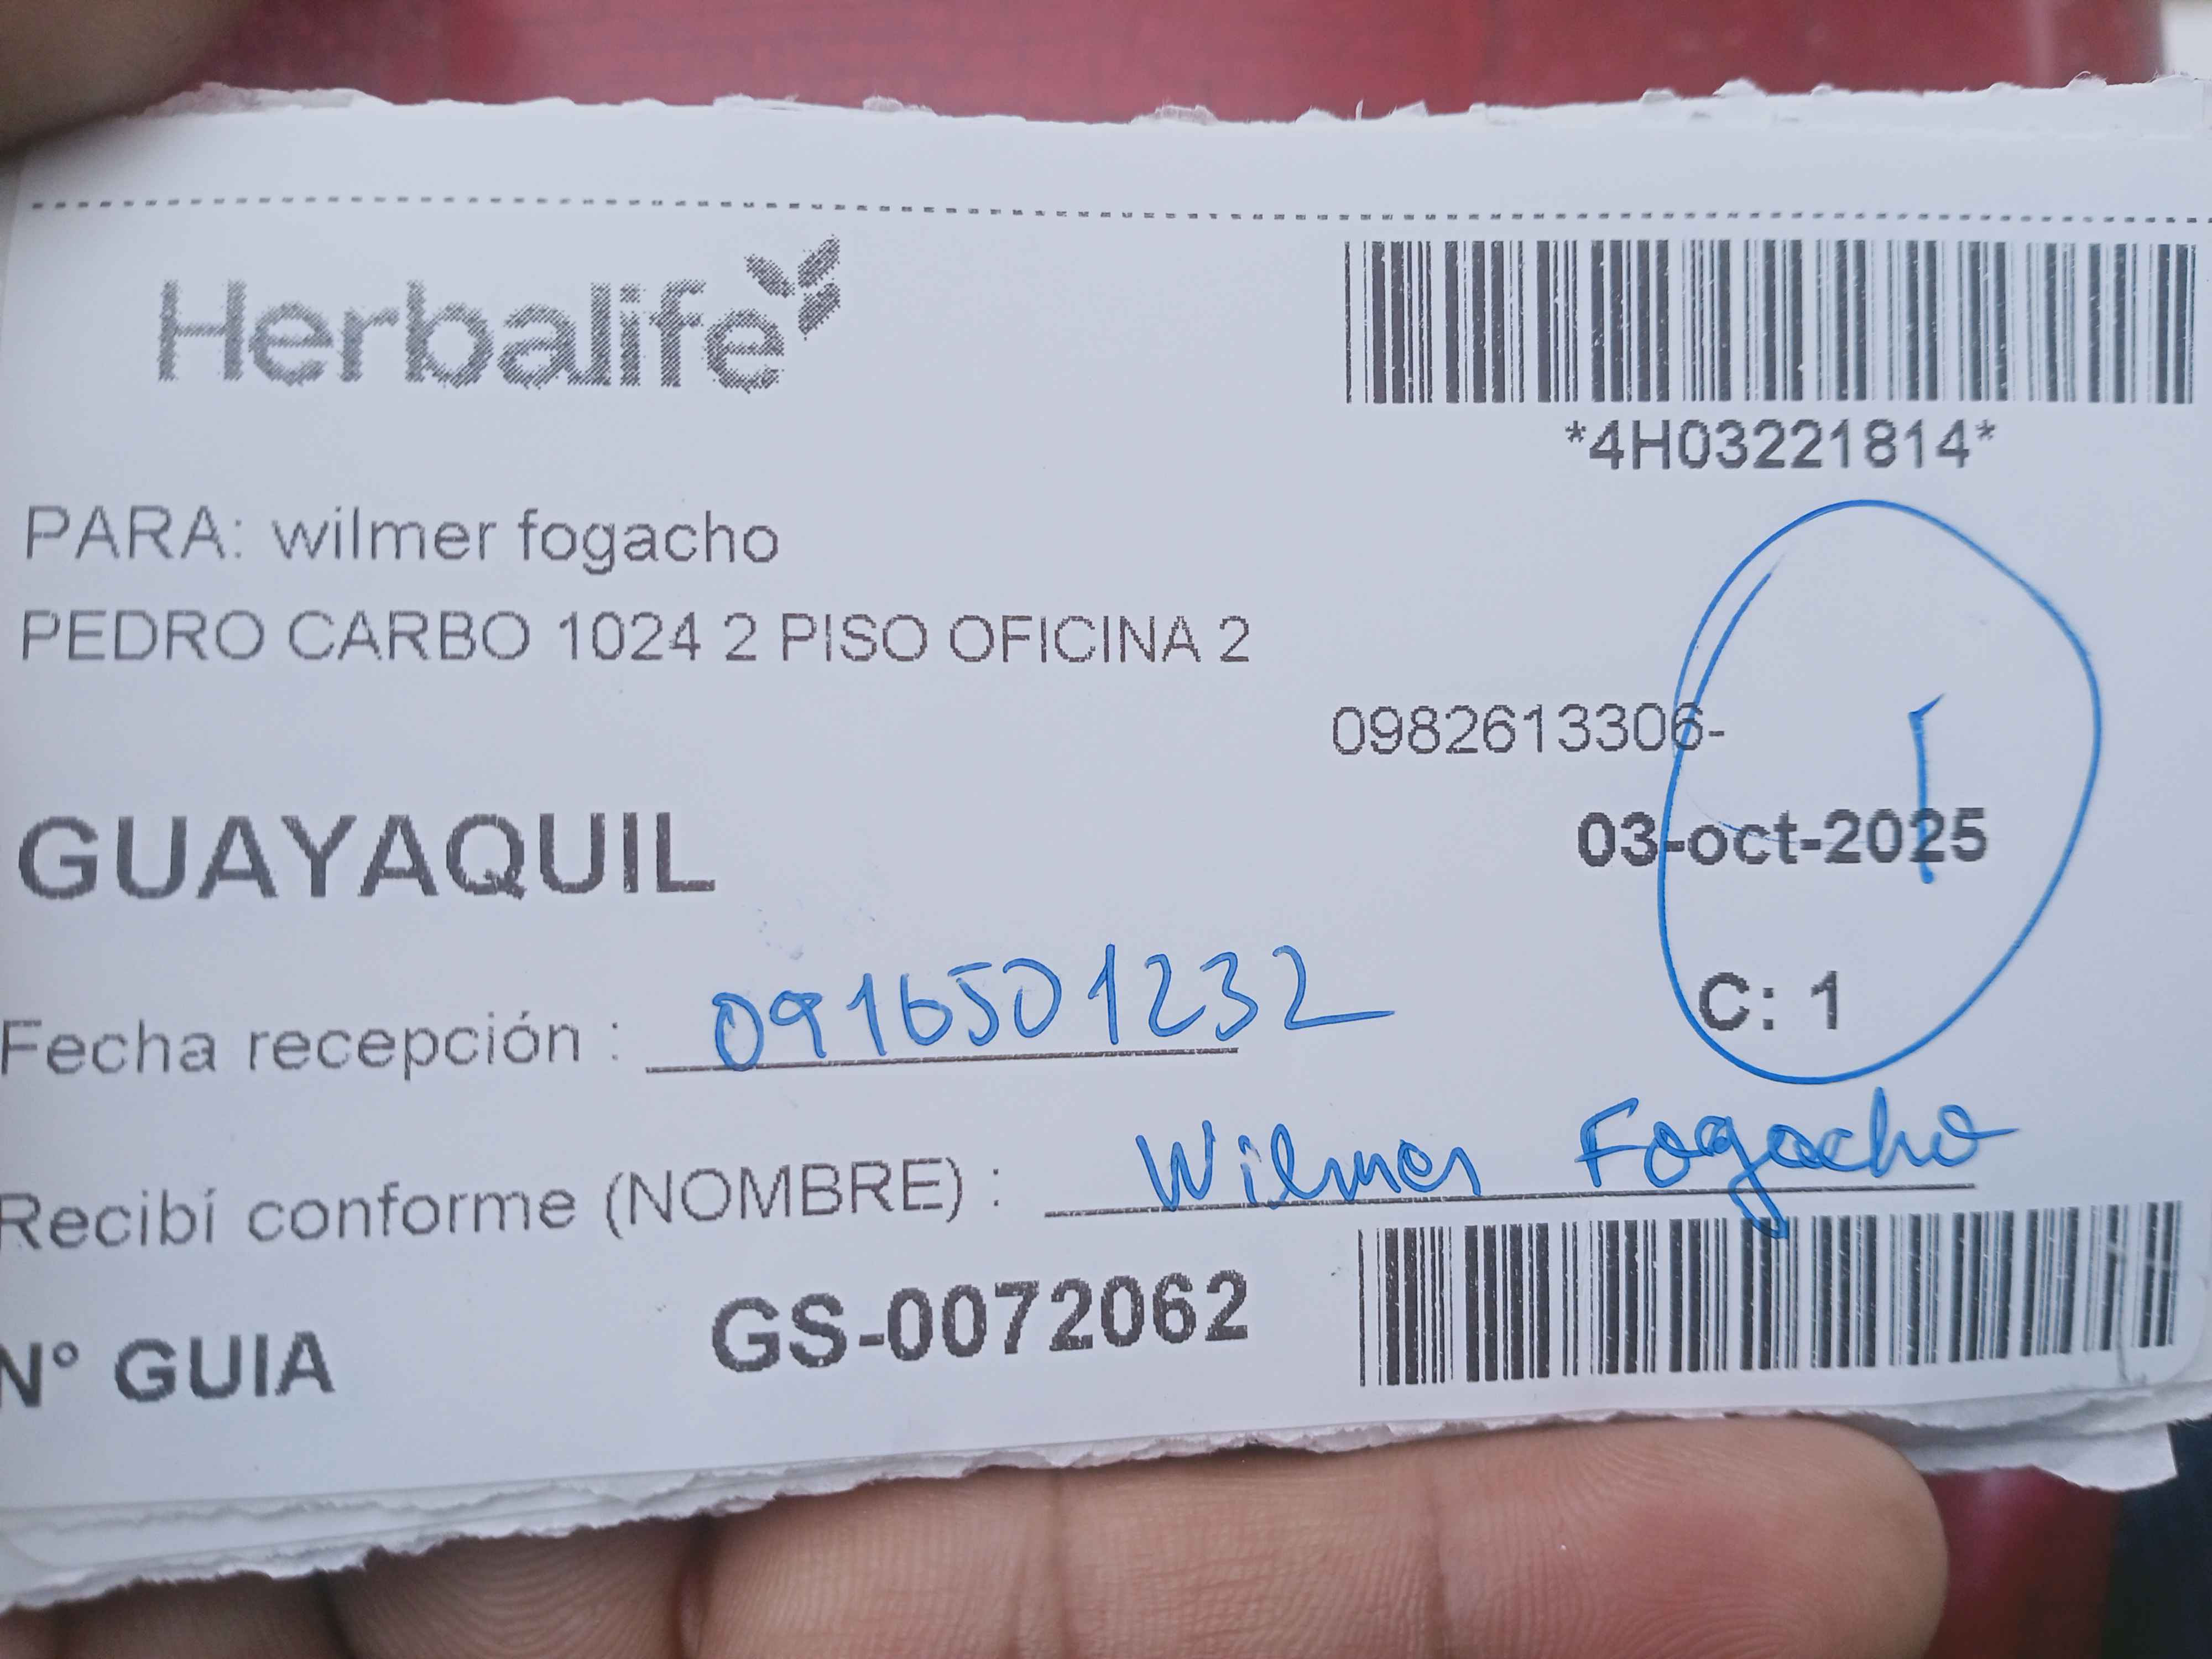 Herbalife
*4H03221814*
PARA: wilmer fogacho
PEDRO CARBO 1024 2 PISO OFICINA 2
0982613306-
1
GUAYAQUIL
03-oct-2025
C: 1
Fecha recepción : 0916501232
Recibí conforme (NOMBRE) : Wilmer Fogacho
N° GUIA GS-0072062